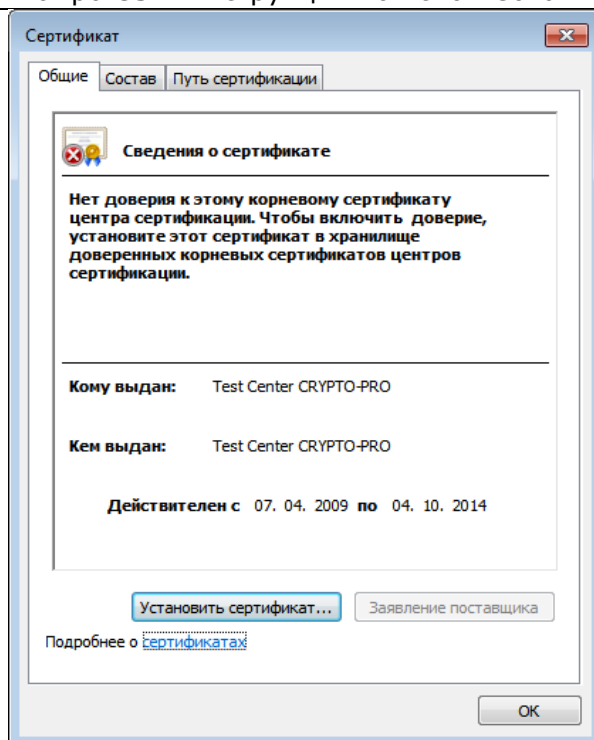 Сертификат
Общие Состав Путь сертификации
Сведения о сертификате
Нет доверия к этому корневому сертификату
центра сертификации. Чтобы включить доверие,
установите этот сертификат в хранилище
доверенных корневых сертификатов центров
сертификации.
Кому выдан: Test Center CRYPTO-PRO
Кем выдан: Test Center CRYPTO-PRO
Действителен с 07. 04. 2009 по 04. 10. 2014
Установить сертификат... Заявление поставщика
Подробнее о сертификатах
ОК